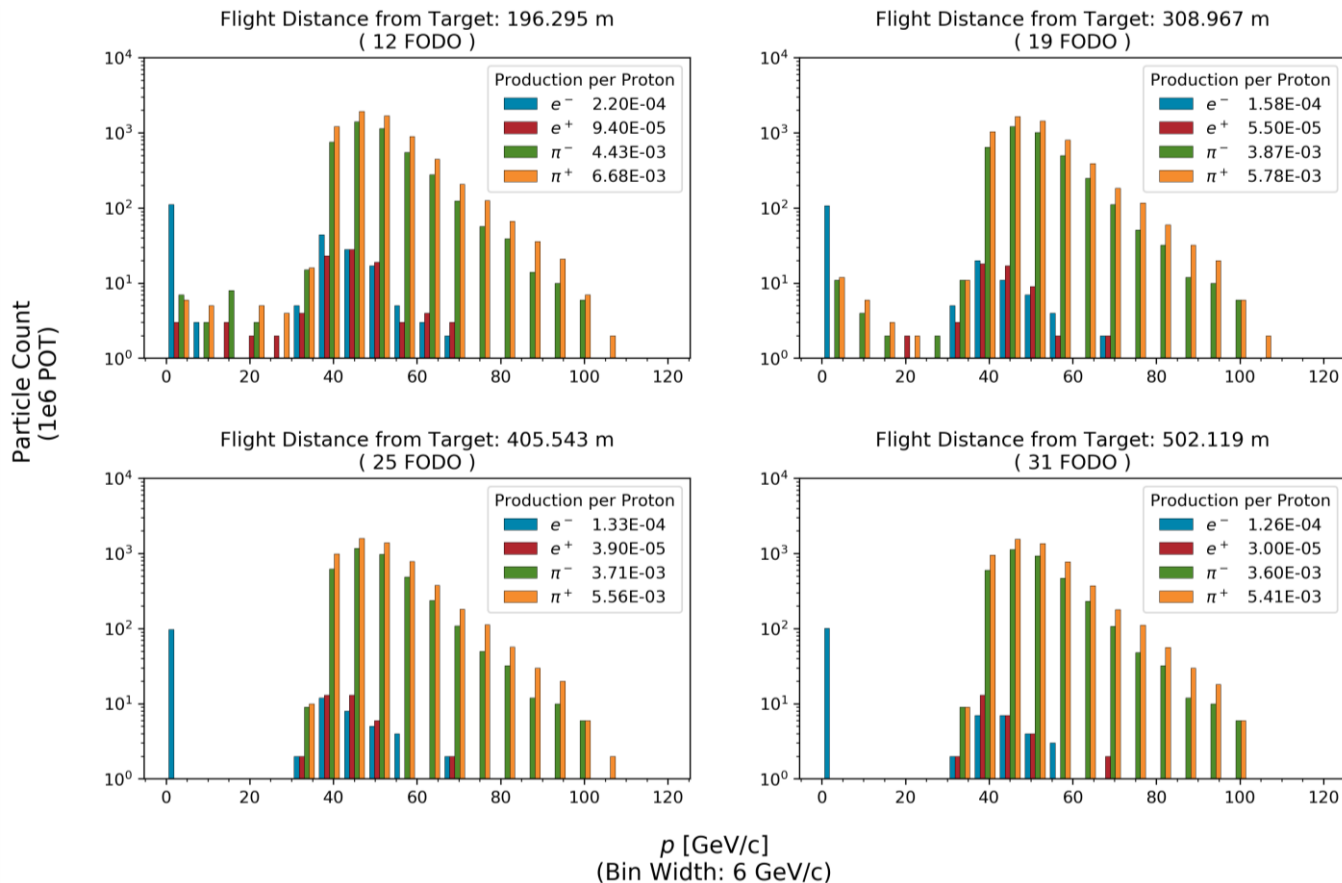 Flight Distance from Target: 196.295 m
( 12 FODO )
10⁴
10³
10²
10¹
10⁰
Production per Proton
e⁻ 2.20E-04
e⁺ 9.40E-05
π⁻ 4.43E-03
π⁺ 6.68E-03
0 20 40 60 80 100 120
Flight Distance from Target: 308.967 m
( 19 FODO )
10⁴
10³
10²
10¹
10⁰
Production per Proton
e⁻ 1.58E-04
e⁺ 5.50E-05
π⁻ 3.87E-03
π⁺ 5.78E-03
0 20 40 60 80 100 120
Particle Count
(1e6 POT)
Flight Distance from Target: 405.543 m
( 25 FODO )
10⁴
10³
10²
10¹
10⁰
Production per Proton
e⁻ 1.33E-04
e⁺ 3.90E-05
π⁻ 3.71E-03
π⁺ 5.56E-03
0 20 40 60 80 100 120
Flight Distance from Target: 502.119 m
( 31 FODO )
10⁴
10³
10²
10¹
10⁰
Production per Proton
e⁻ 1.26E-04
e⁺ 3.00E-05
π⁻ 3.60E-03
π⁺ 5.41E-03
0 20 40 60 80 100 120
p [GeV/c]
(Bin Width: 6 GeV/c)